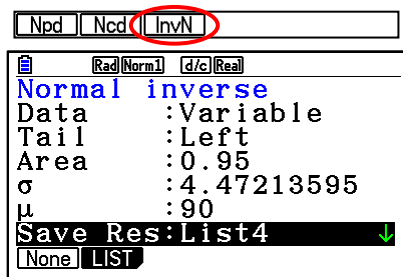 Npd Ncd InvN
Rad Norm1 d/c Real
Normal inverse
Data :Variable
Tail :Left
Area :0.95
σ :4.47213595
μ :90
Save Res:List4 ↓
None LIST